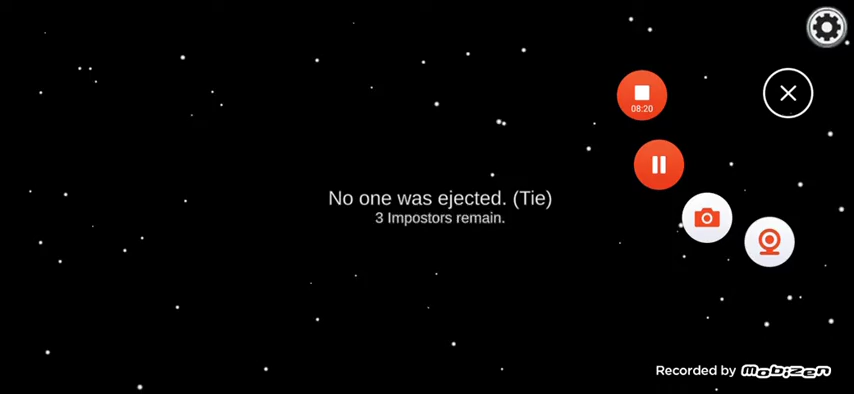 08:20
No one was ejected. (Tie)
3 Impostors remain.
Recorded by Mobizen